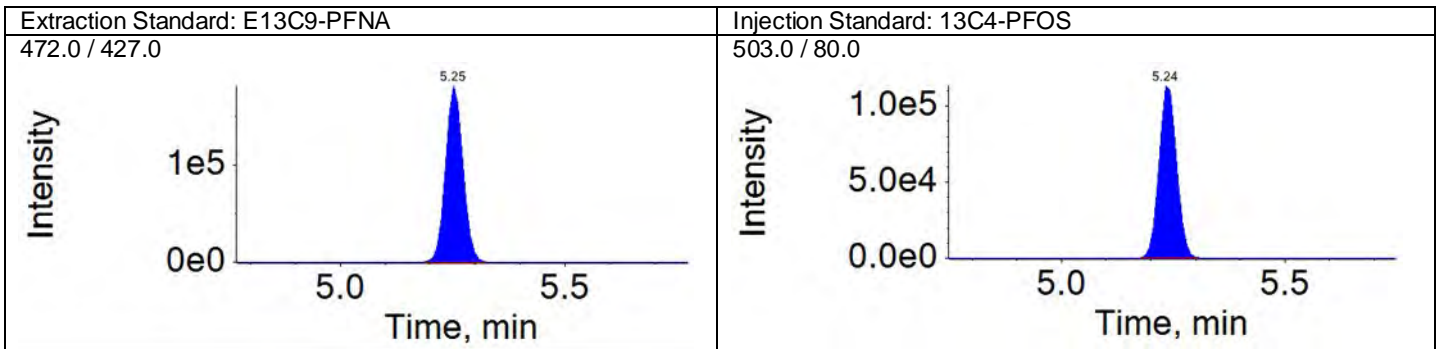 Extraction Standard: E13C9-PFNA
472.0 / 427.0
5.25
Intensity
1e5
0e0
5.0 5.5
Time, min
Injection Standard: 13C4-PFOS
503.0 / 80.0
5.24
Intensity
1.0e5
5.0e4
0.0e0
5.0 5.5
Time, min